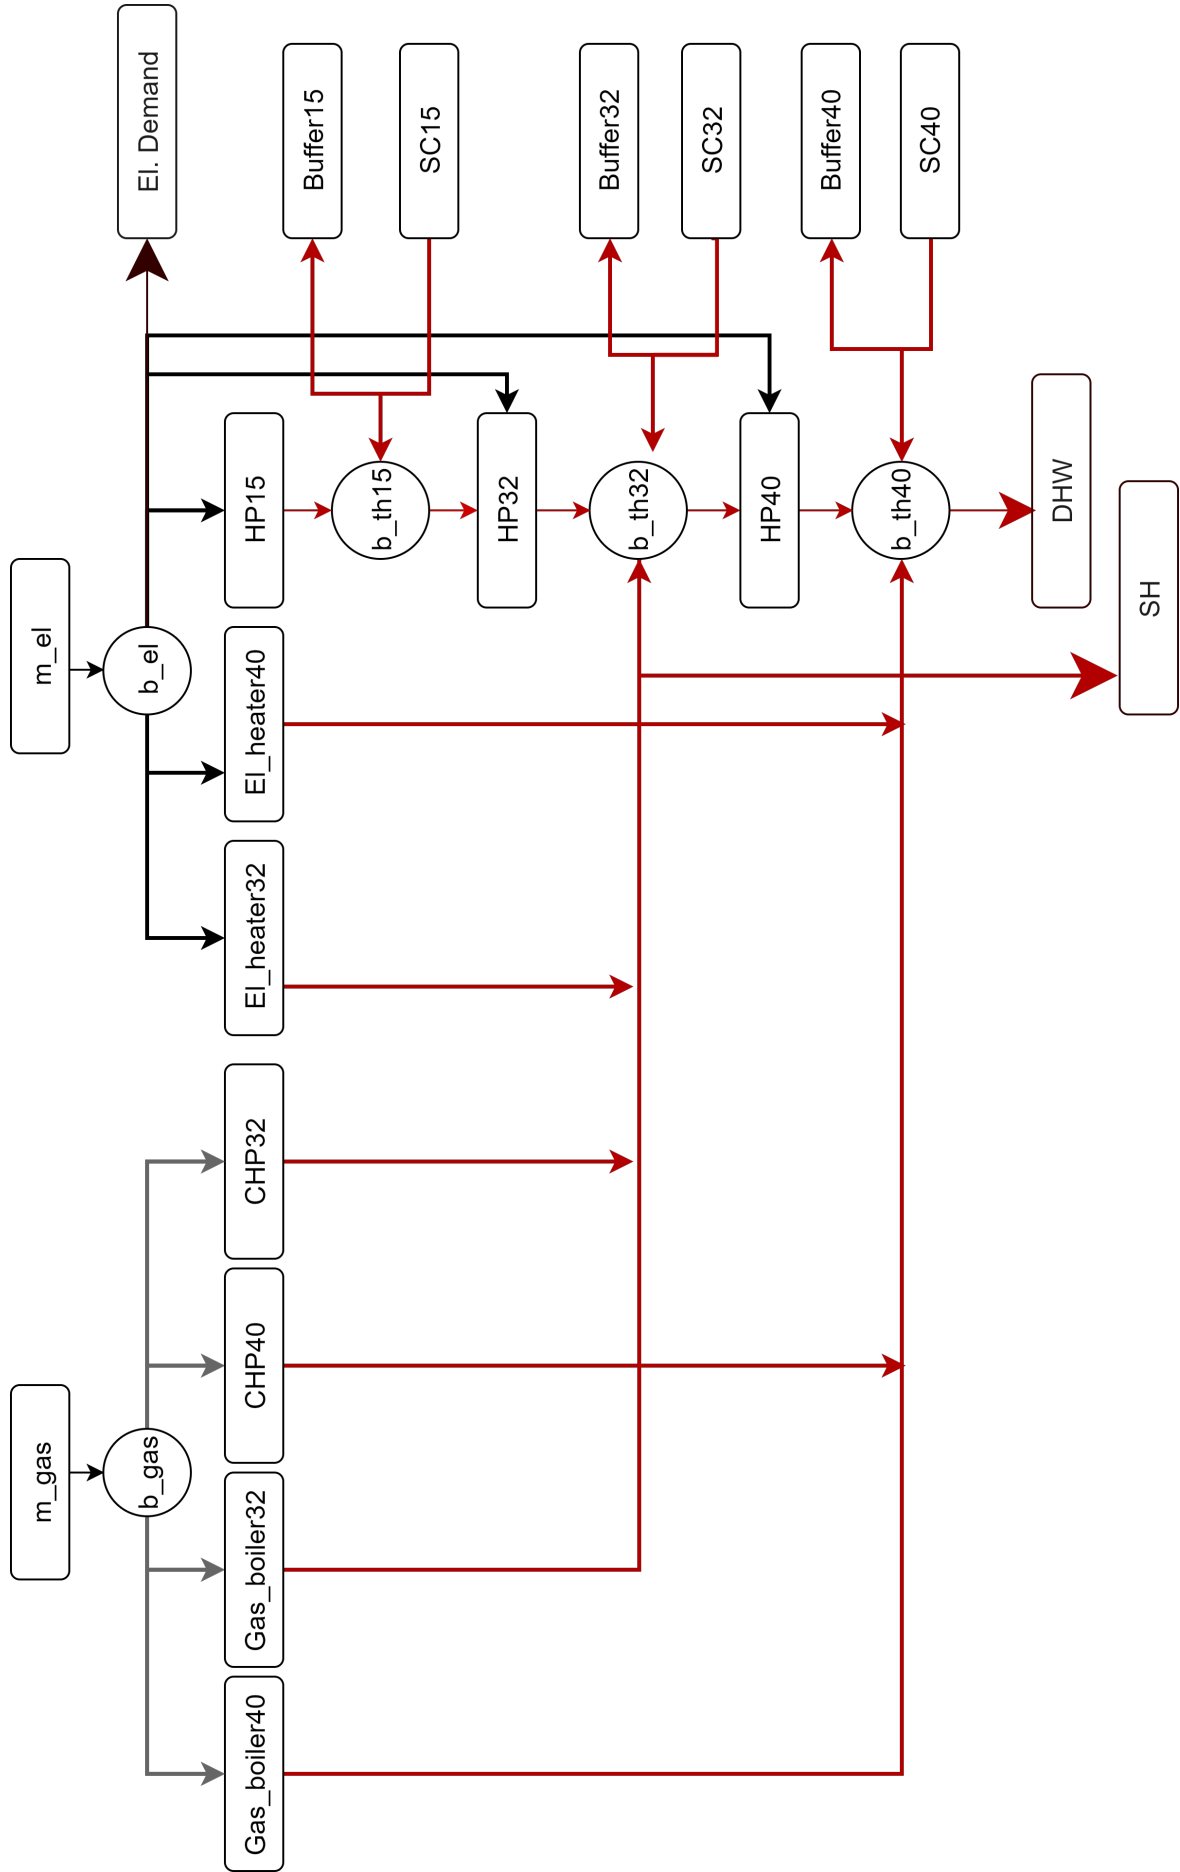 El. Demand
Buffer15
SC15
Buffer32
SC32
Buffer40
SC40
m_el
b_el
HP15
b_th15
HP32
b_th32
HP40
b_th40
DHW
SH
El_heater40
El_heater32
CHP32
CHP40
m_gas
b_gas
Gas_boiler32
Gas_boiler40